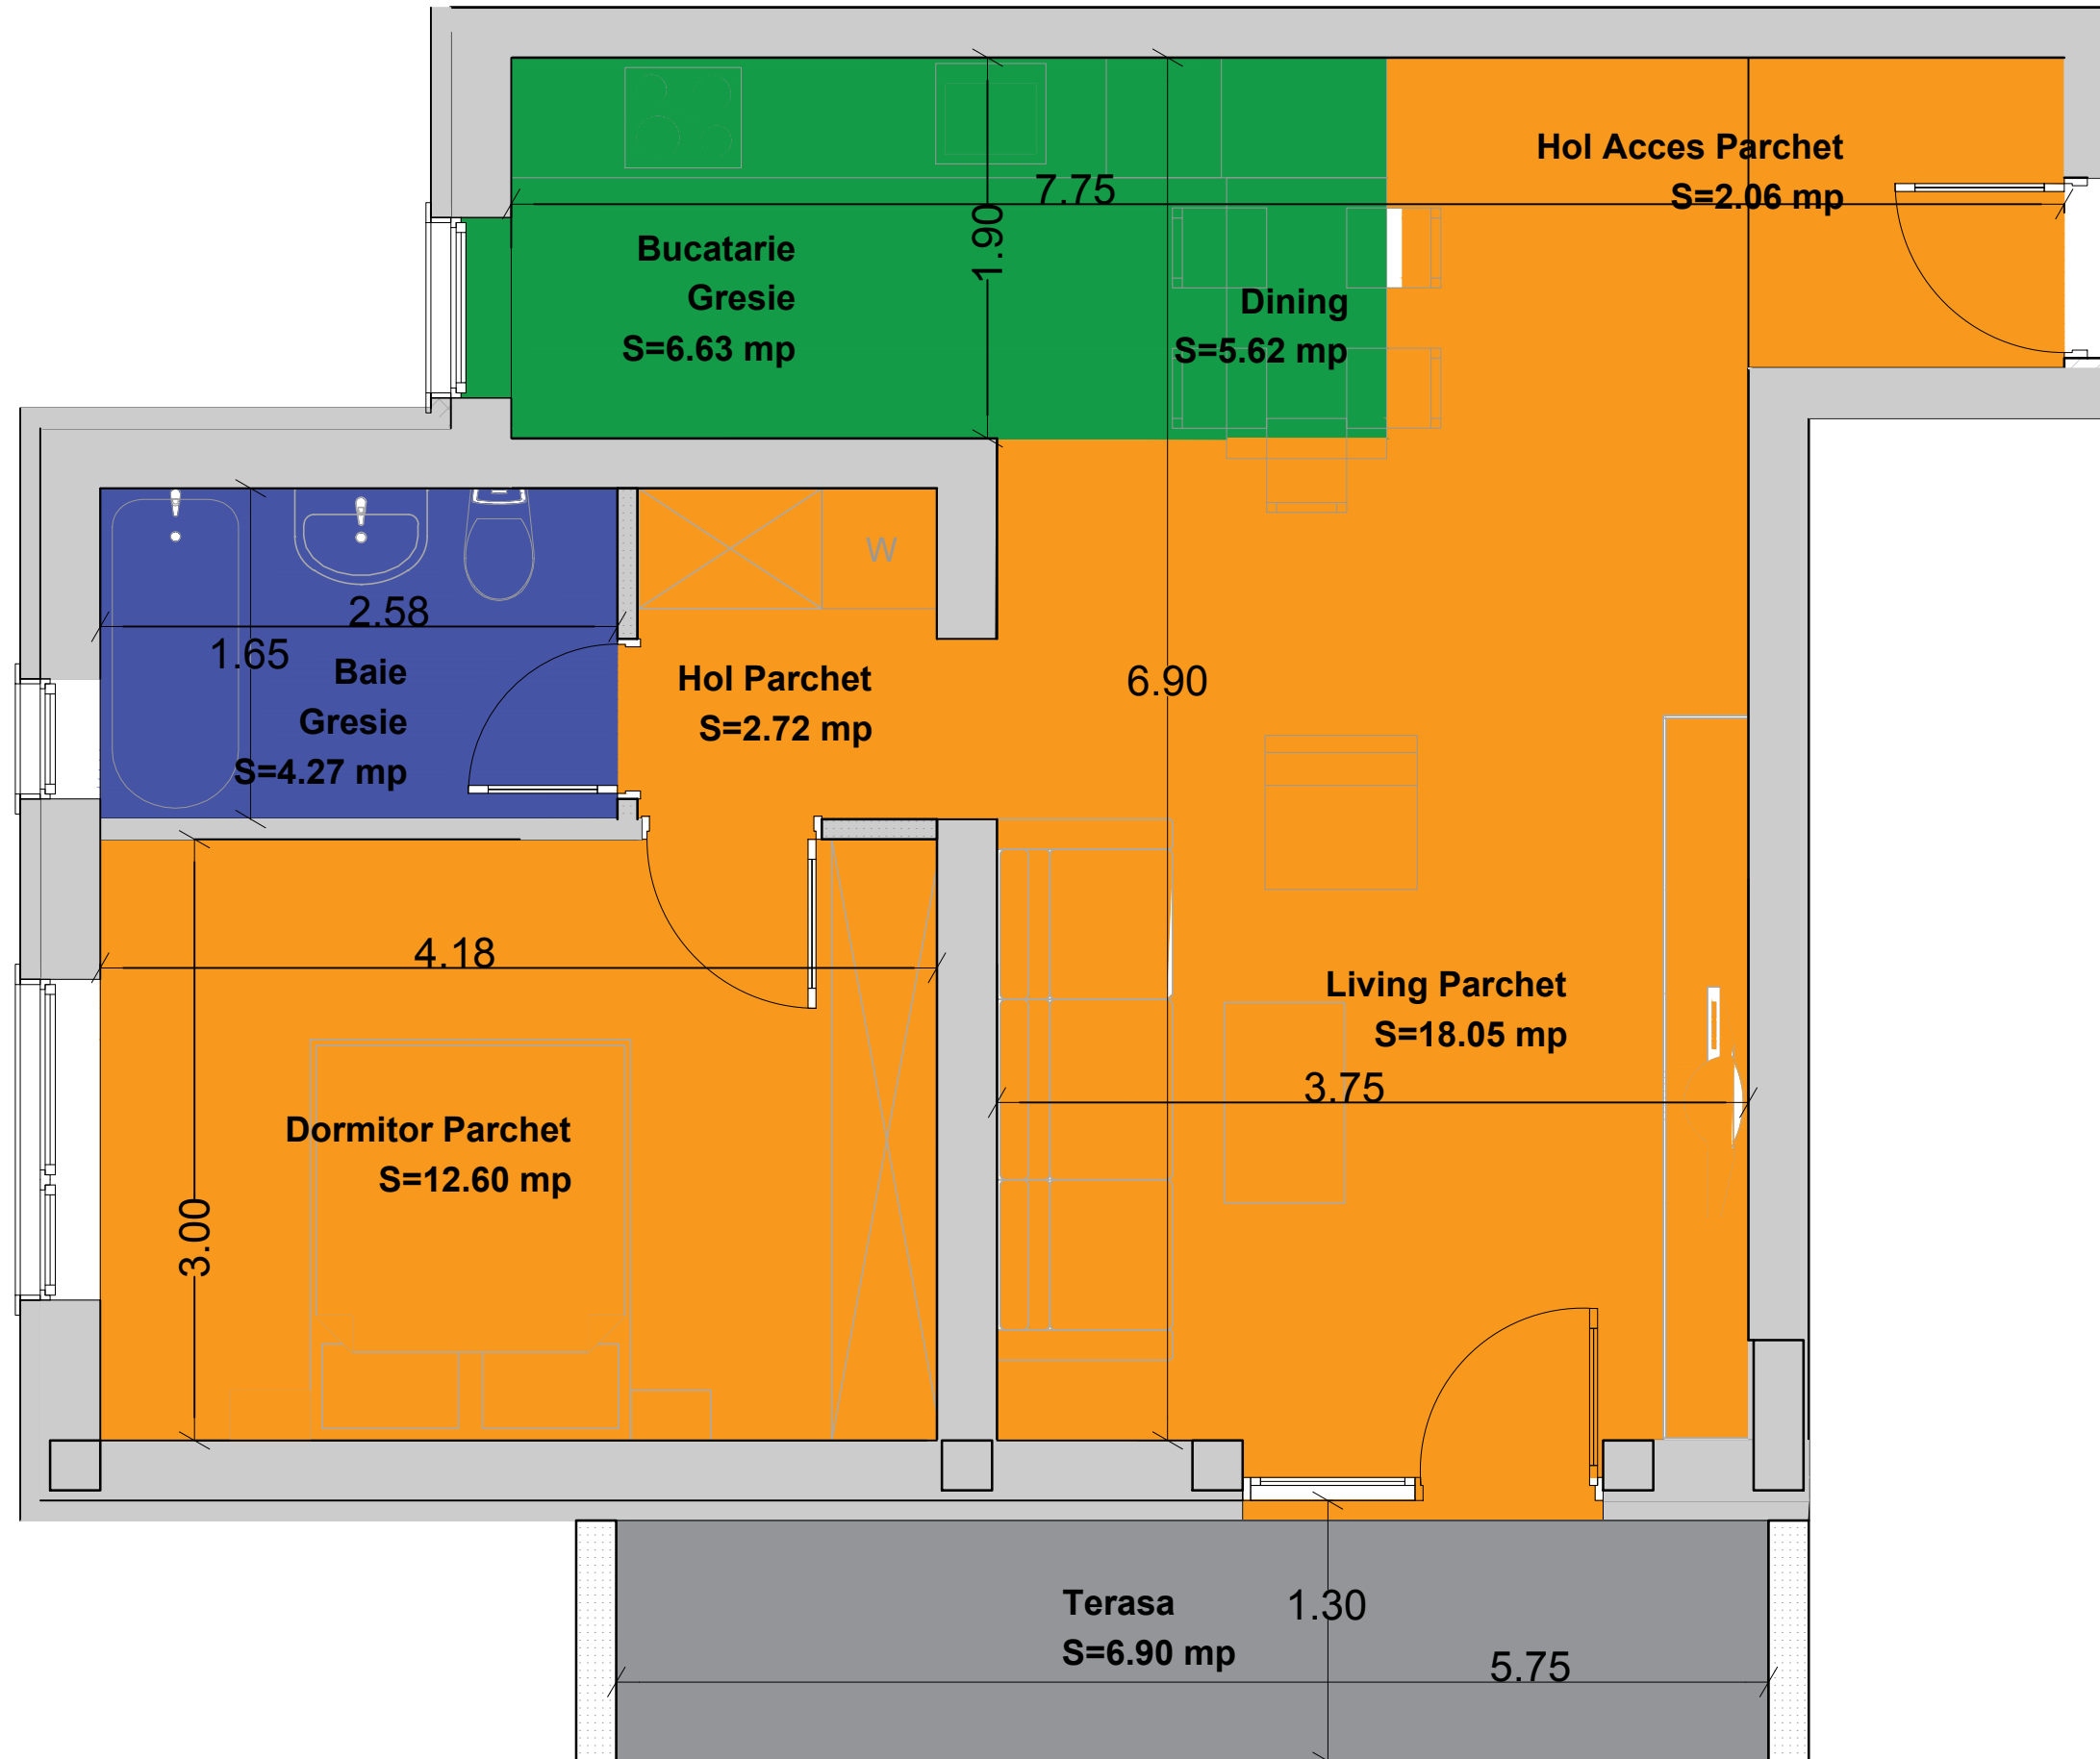 Hol Acces Parchet
S=2.06 mp
7.75
1.90
Bucatarie
Gresie
S=6.63 mp
Dining
S=5.62 mp
W
2.58
1.65
Baie
Gresie
S=4.27 mp
Hol Parchet
S=2.72 mp
6.90
4.18
Living Parchet
S=18.05 mp
3.75
Dormitor Parchet
S=12.60 mp
3.00
Terasa
S=6.90 mp
1.30
5.75